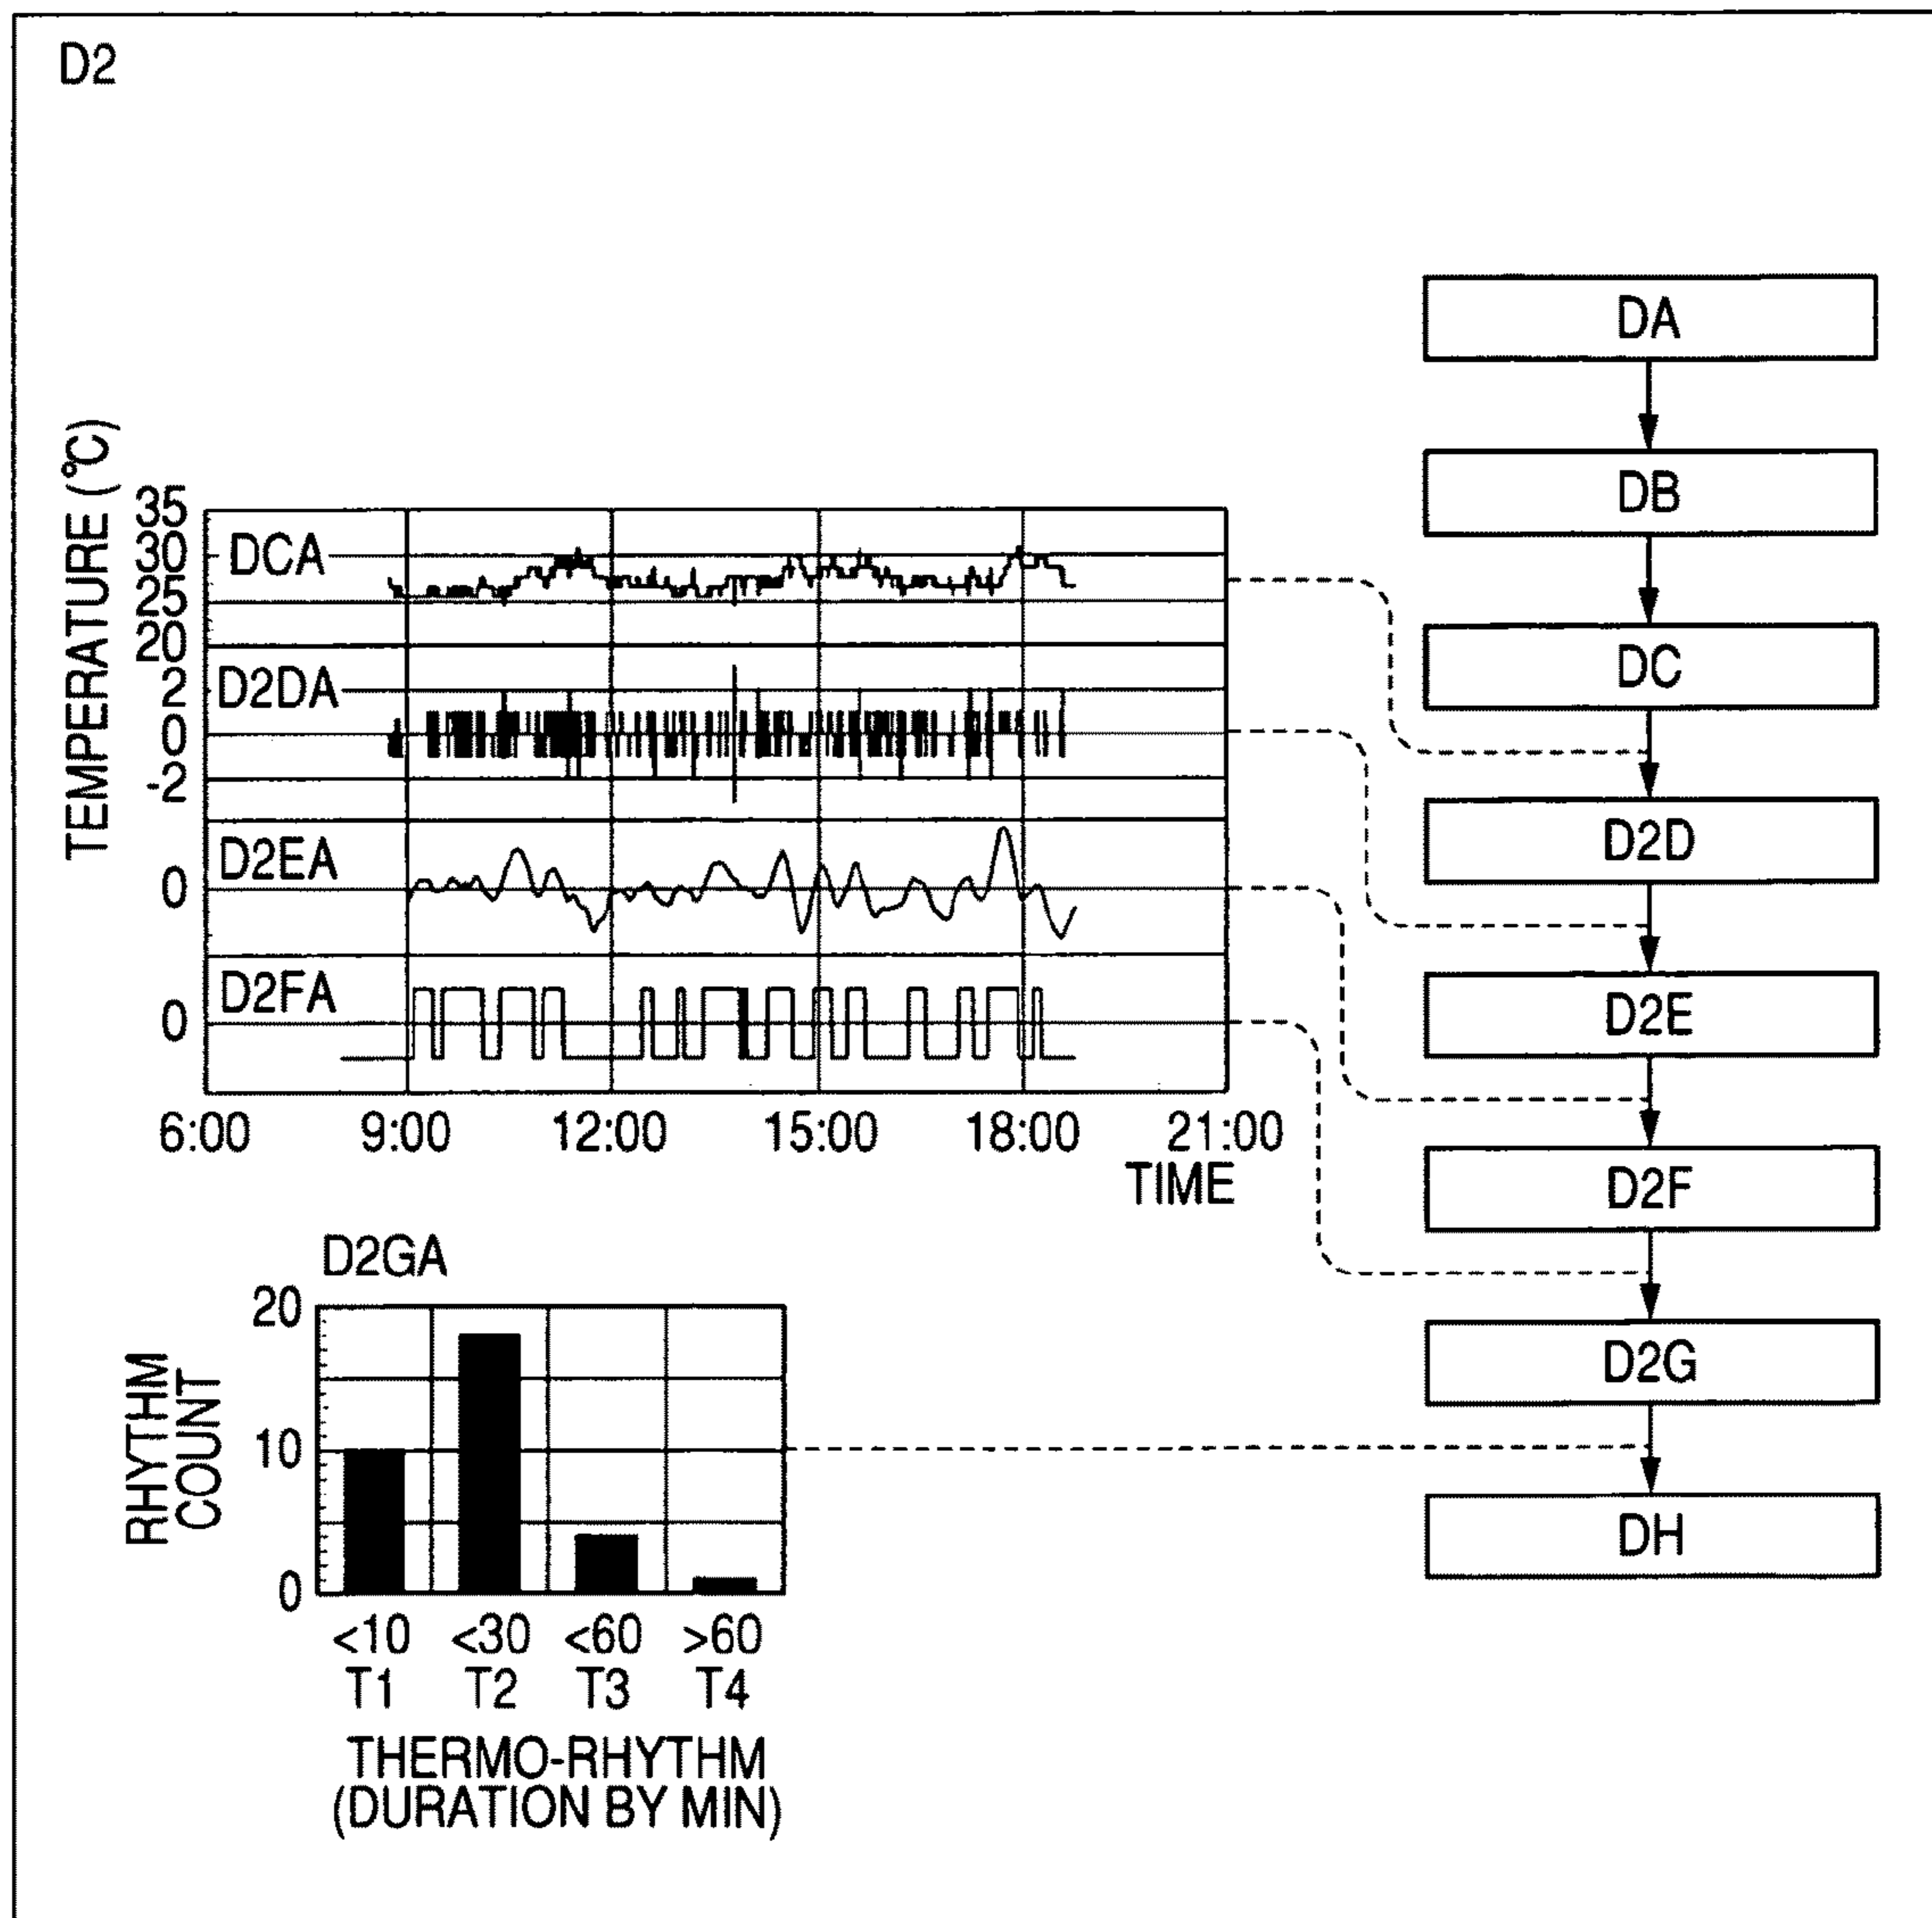 D2
DA
DB
DC
D2D
D2E
D2F
D2G
DH
TEMPERATURE (°C)
35
30
25
20
2
0
-2
0
0
DCA
D2DA
D2EA
D2FA
6:00 9:00 12:00 15:00 18:00 21:00
TIME
D2GA
RHYTHM
COUNT
20
10
0
<10 <30 <60 >60
T1 T2 T3 T4
THERMO-RHYTHM
(DURATION BY MIN)